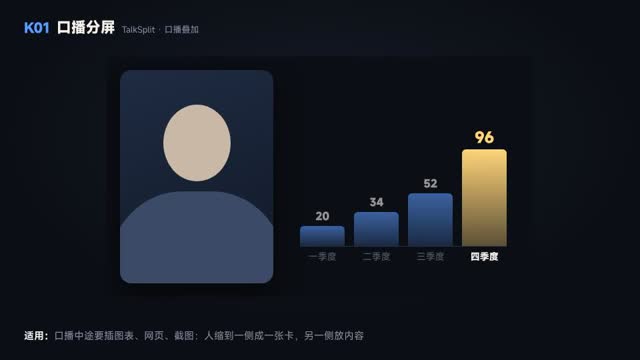 K01 口播分屏 TalkSplit · 口播叠加
96
52
34
20
一季度 二季度 三季度 四季度
适用：口播中途要插图表、网页、截图：人缩到一侧成一张卡，另一侧放内容